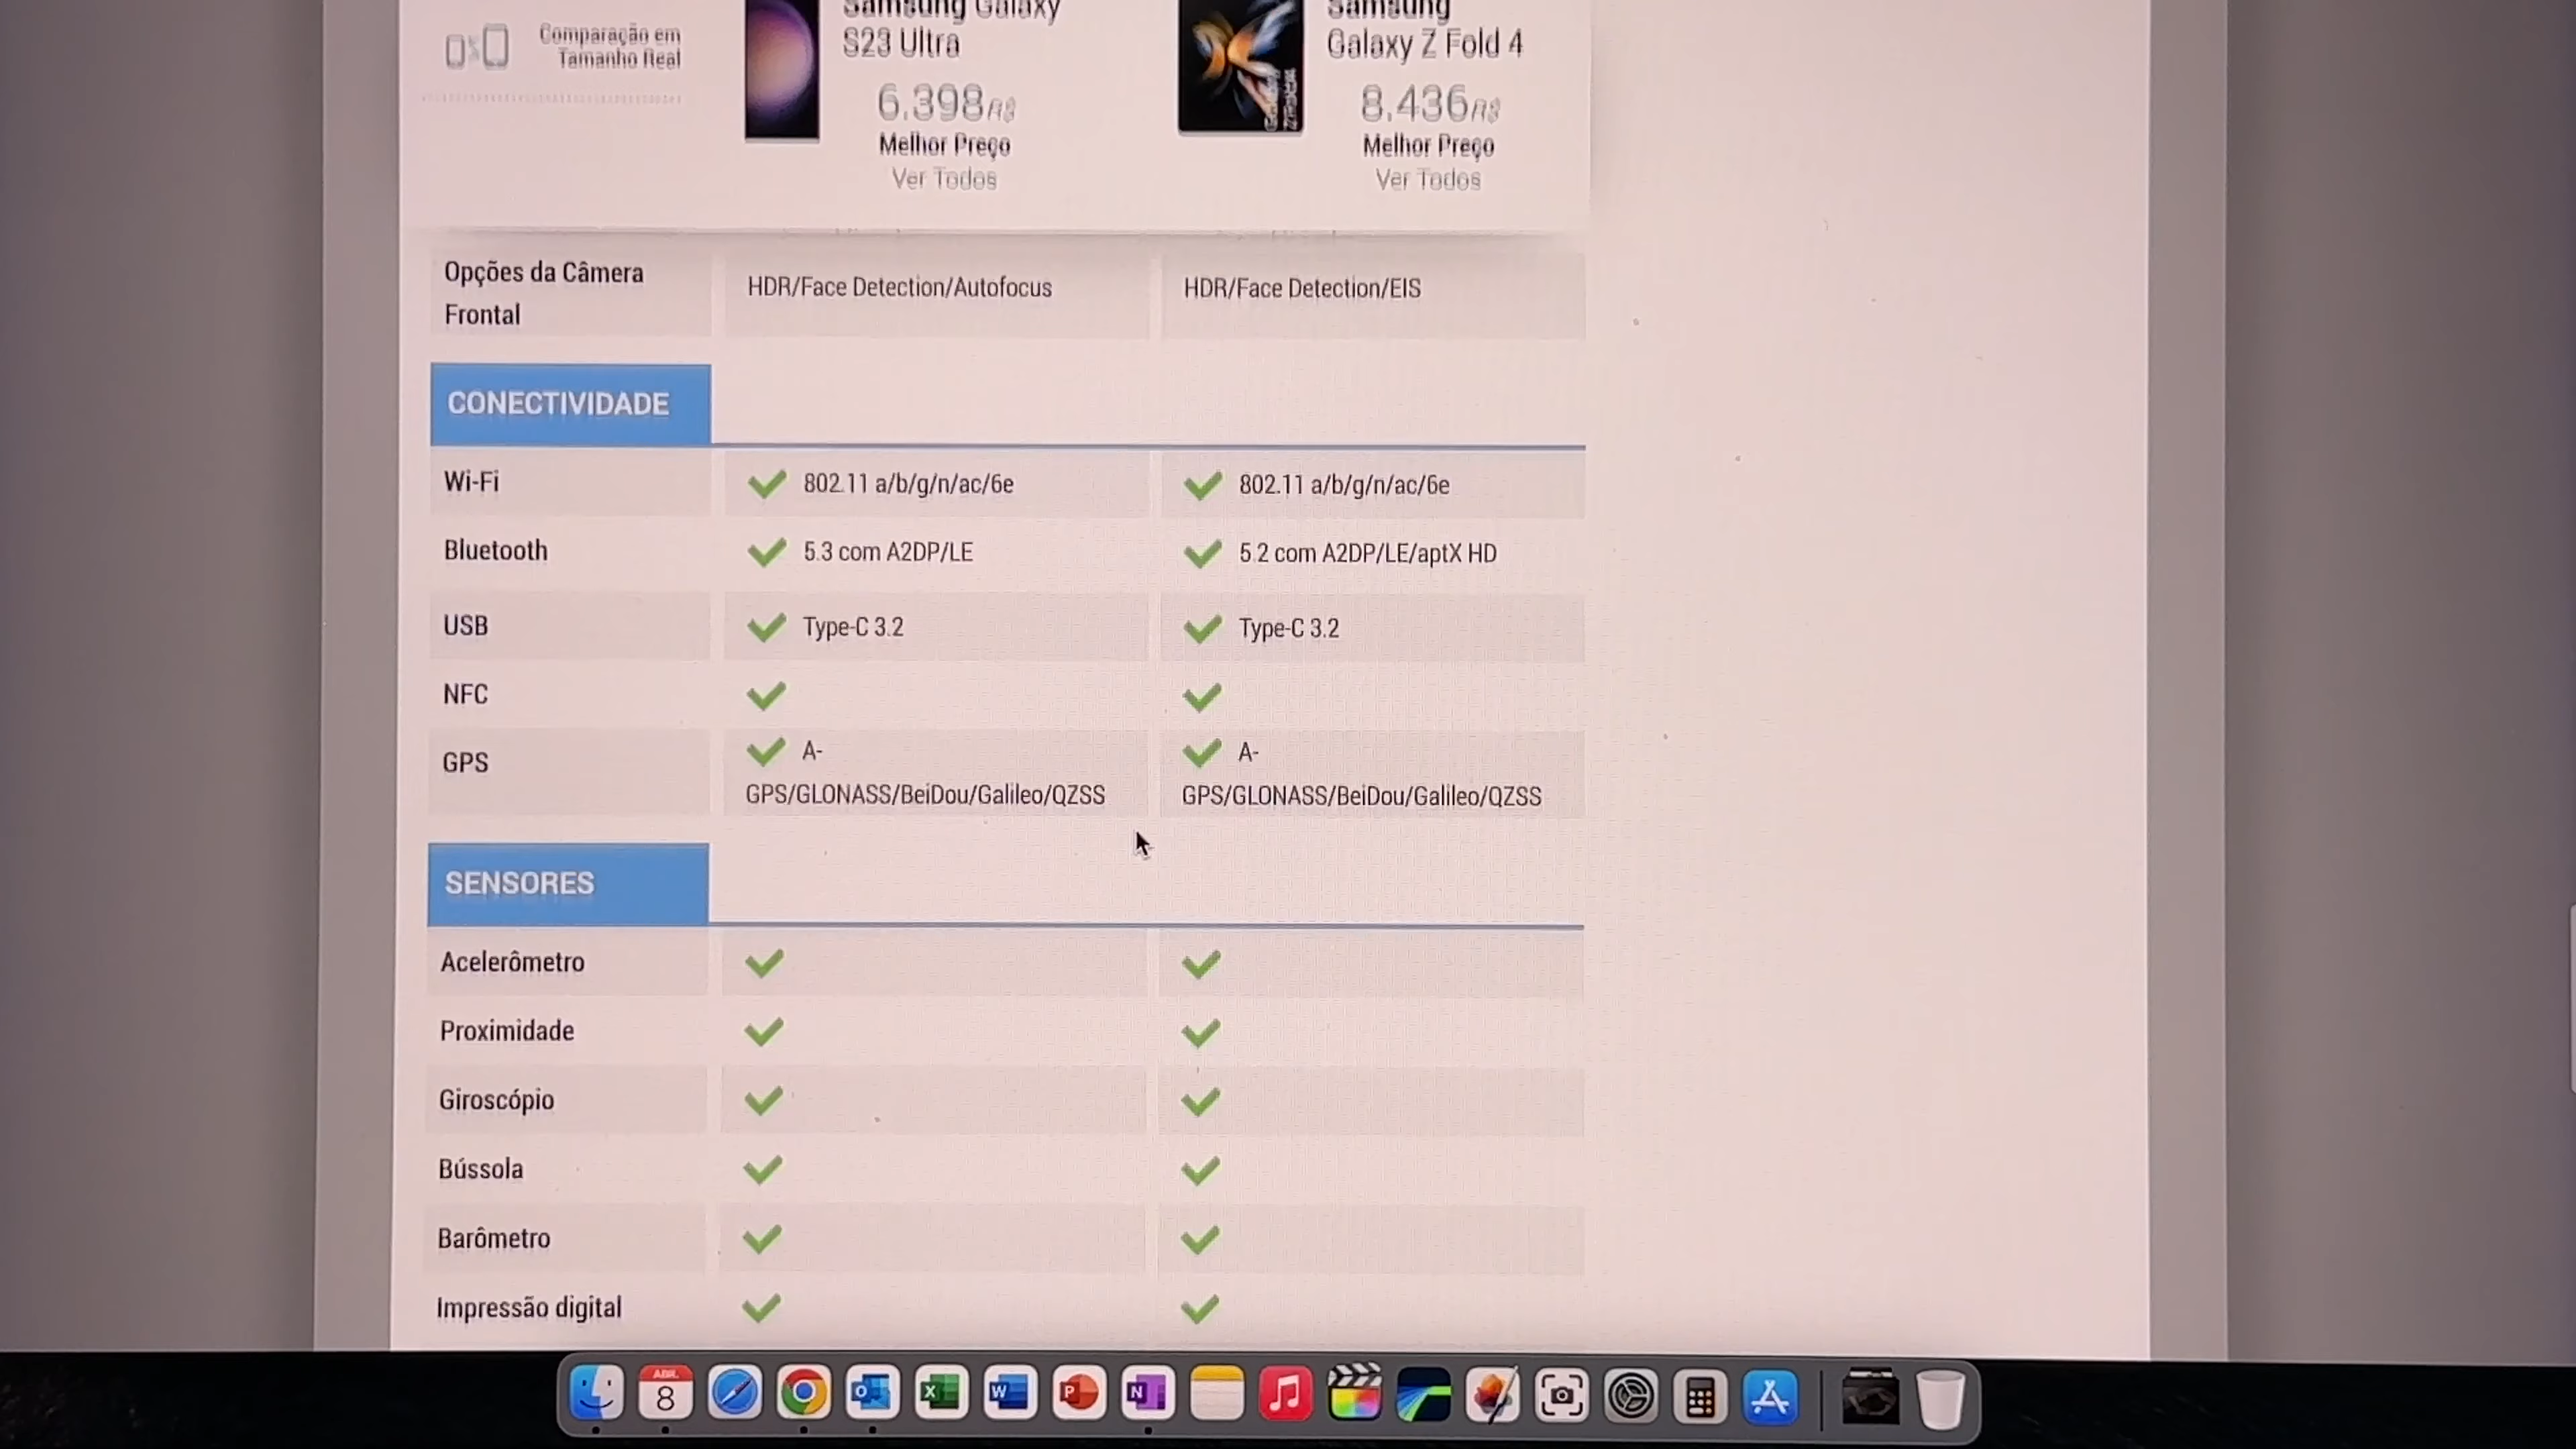 Comparação em
Tamanho Real
Samsung Galaxy
S23 Ultra
6.398R$
Melhor Preço
Ver Todos
Samsung
Galaxy Z Fold 4
8.436R$
Melhor Preço
Ver Todos
Opções da Câmera
Frontal
HDR/Face Detection/Autofocus
HDR/Face Detection/EIS
CONECTIVIDADE
Wi-Fi
802.11 a/b/g/n/ac/6e
802.11 a/b/g/n/ac/6e
Bluetooth
5.3 com A2DP/LE
5.2 com A2DP/LE/aptX HD
USB
Type-C 3.2
Type-C 3.2
NFC
GPS
A-
GPS/GLONASS/BeiDou/Galileo/QZSS
A-
GPS/GLONASS/BeiDou/Galileo/QZSS
SENSORES
Acelerômetro
Proximidade
Giroscópio
Bússola
Barômetro
Impressão digital
ABR.
8
O
X
W
P
N